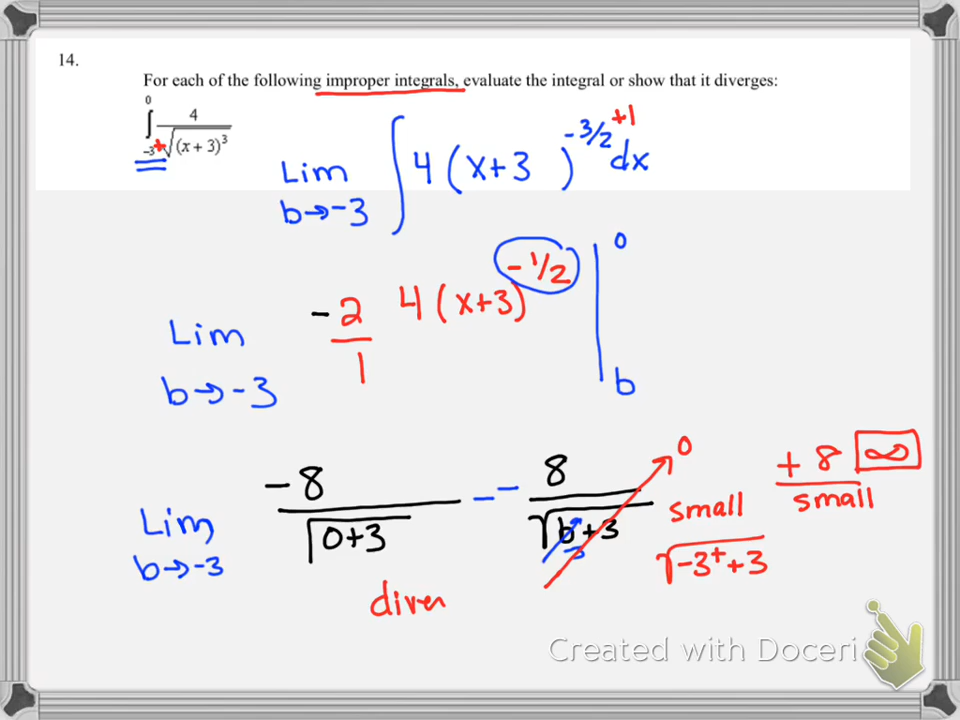 14.
For each of the following improper integrals, evaluate the integral or show that it diverges:
∫_{-3^+}^{0} 4/√((x + 3)^3)
Lim b→-3 ∫ 4 (x+3)^{-3/2 +1} dx
Lim b→-3 -2/1 4 (x+3)^{-1/2} | 0 b
Lim b→-3 -8/√(0+3) - - 8/√(b+3) 0
-3
small √(-3^+ +3)
+8/small ∞
diver
Created with Doceri